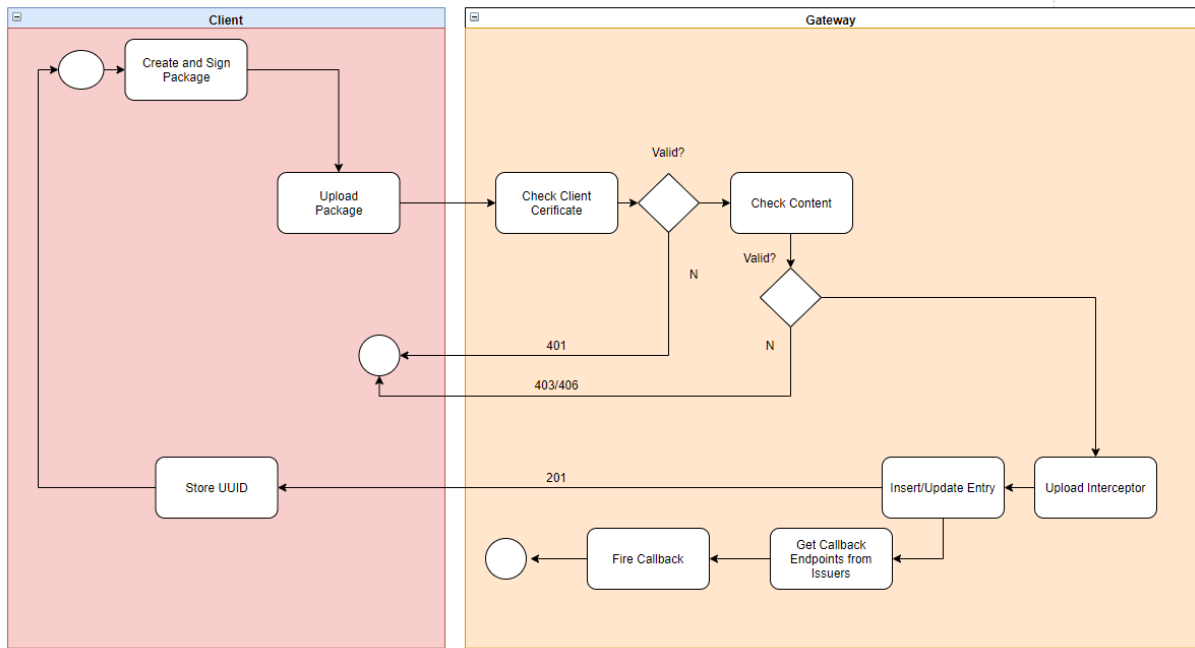 Client
Gateway
Create and Sign
Package
Valid?
Upload
Package
Check Client
Cerificate
Check Content
Valid?
N
401
N
403/406
201
Store UUID
Insert/Update Entry
Upload Interceptor
Fire Callback
Get Callback
Endpoints from
Issuers